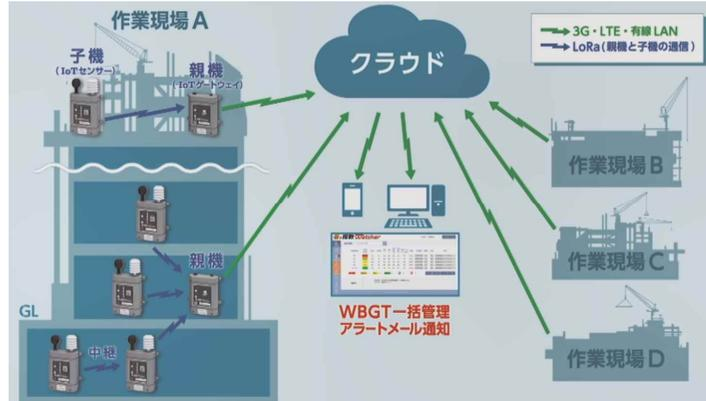 作業現場A
子機
(IoTセンサー)
親機
(IoTゲートウェイ)
クラウド
3G・LTE・有線LAN
LoRa(親機と子機の通信)
作業現場B
作業現場C
作業現場D
親機
GL
中継
Watcher
WBGT一括管理
アラートメール通知